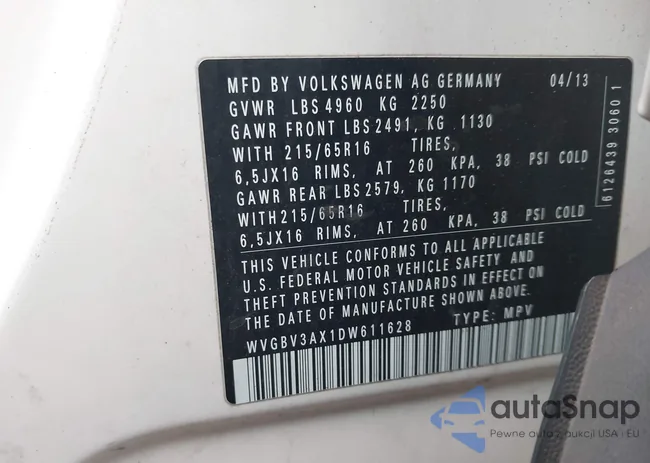 MFD BY VOLKSWAGEN AG GERMANY 04/13
GVWR LBS 4960 KG 2250
GAWR FRONT LBS 2491, KG 1130
WITH 215/65R16 TIRES,
6,5JX16 RIMS, AT 260 KPA, 38 PSI COLD
GAWR REAR LBS 2579, KG 1170
WITH 215/65R16 TIRES,
6,5JX16 RIMS, AT 260 KPA, 38 PSI COLD
THIS VEHICLE CONFORMS TO ALL APPLICABLE
U.S. FEDERAL MOTOR VEHICLE SAFETY AND
THEFT PREVENTION STANDARDS IN EFFECT ON
THE DATE OF MANUFACTURE SHOWN ABOVE.
WVGBV3AX1DW611628 TYPE: MPV
6126439 3060 1
autoSnap
Pewne auto z aukcji USA i EU